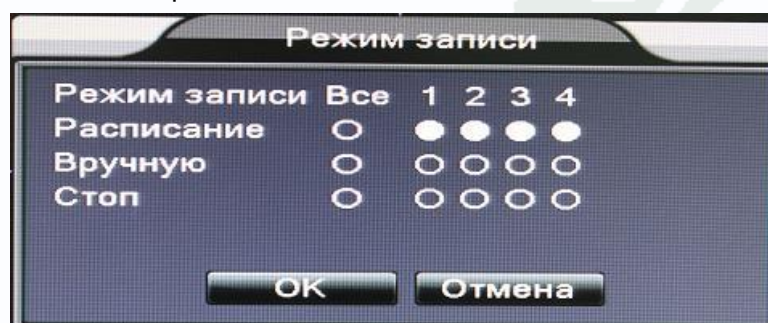 Режим записи
Режим записи Все 1 2 3 4
Расписание
Вручную
Стоп
OK Отмена